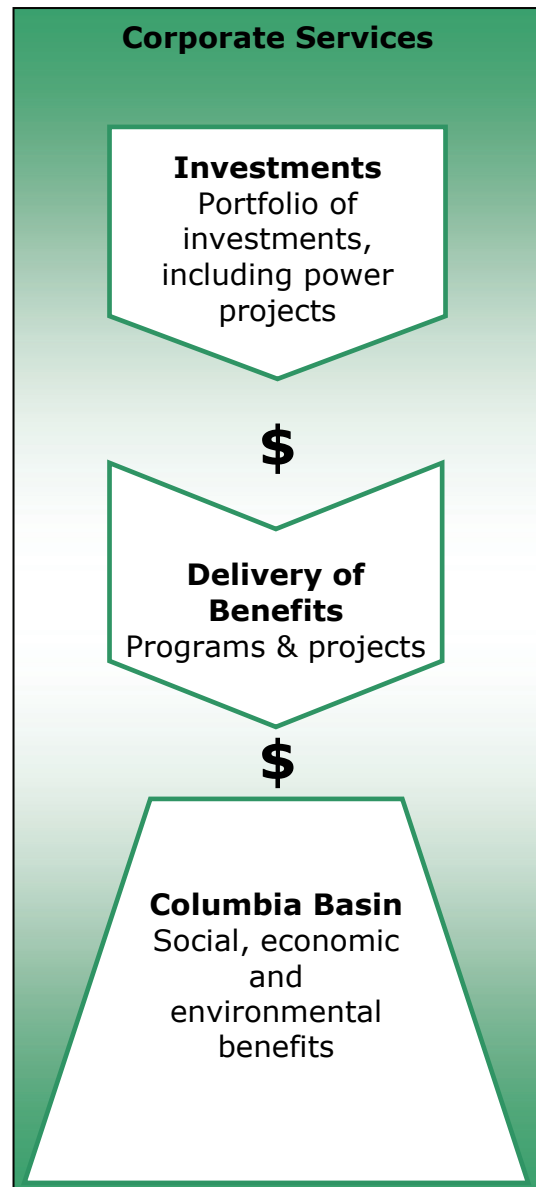 Corporate Services
Investments
Portfolio of
investments,
including power
projects
$
Delivery of
Benefits
Programs & projects
$
Columbia Basin
Social, economic
and
environmental
benefits